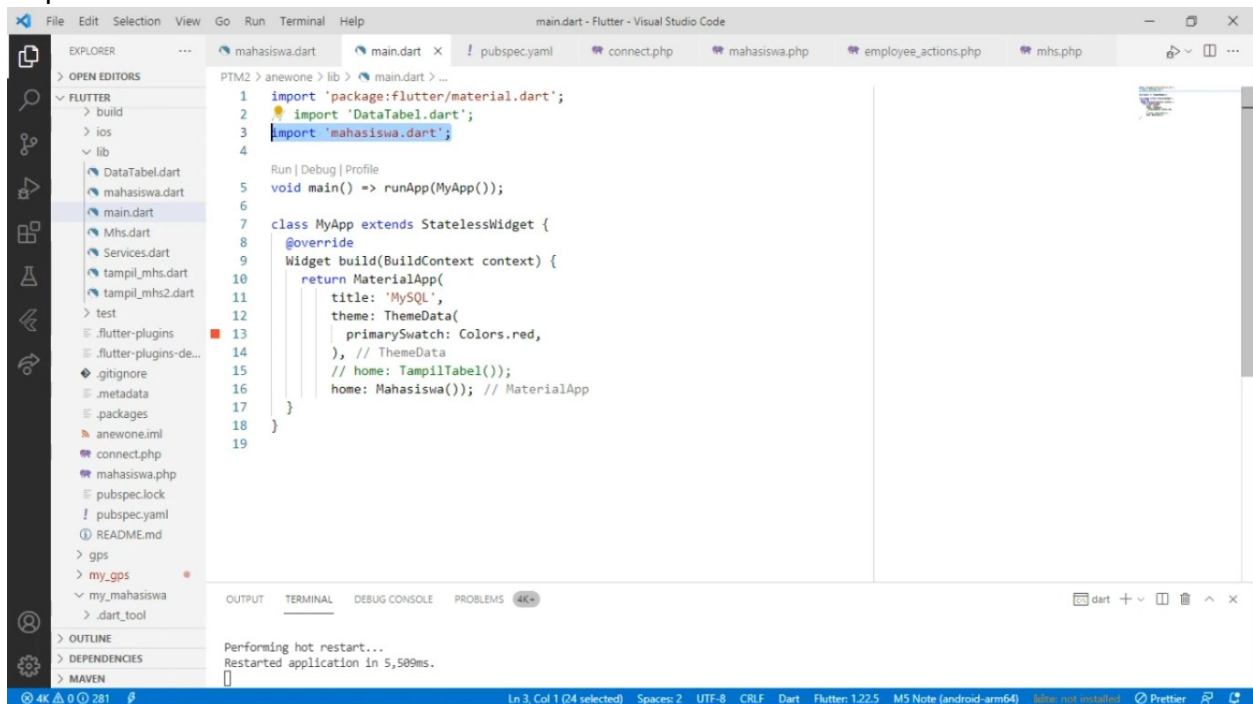 File Edit Selection View Go Run Terminal Help main.dart - Flutter - Visual Studio Code
EXPLORER ...
mahasiswa.dart main.dart pubspec.yaml connect.php mahasiswa.php employee_actions.php mhs.php
OPEN EDITORS
FLUTTER
build
ios
lib
DataTabel.dart
mahasiswa.dart
main.dart
Mhs.dart
Services.dart
tampil_mhs.dart
tampil_mhs2.dart
test
.flutter-plugins
.flutter-plugins-de...
.gitignore
.metadata
.packages
anewone.iml
connect.php
mahasiswa.php
pubspec.lock
pubspec.yaml
README.md
gps
my_gps
my_mahasiswa
.dart_tool
OUTLINE
DEPENDENCIES
MAVEN
PTM2 > anewone > lib > main.dart > ...
1 import 'package:flutter/material.dart';
2 import 'DataTabel.dart';
3 import 'mahasiswa.dart';
4
Run | Debug | Profile
5 void main() => runApp(MyApp());
6
7 class MyApp extends StatelessWidget {
8 @override
9 Widget build(BuildContext context) {
10 return MaterialApp(
11 title: 'MySQL',
12 theme: ThemeData(
13 primarySwatch: Colors.red,
14 ), // ThemeData
15 // home: TampilTabel());
16 home: Mahasiswa()); // MaterialApp
17 }
18 }
19
OUTPUT TERMINAL DEBUG CONSOLE PROBLEMS 4K+ dart
Performing hot restart...
Restarted application in 5,509ms.
4K 0 281 Ln 3, Col 1 (24 selected) Spaces: 2 UTF-8 CRLF Dart Flutter: 1.22.5 M5 Note (android-arm64) not installed Prettier